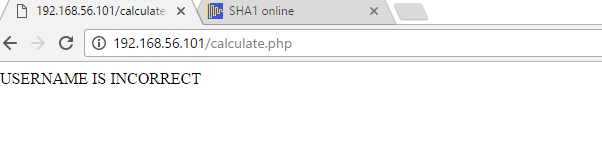 192.168.56.101/calculate
SHA1 online
192.168.56.101/calculate.php
USERNAME IS INCORRECT